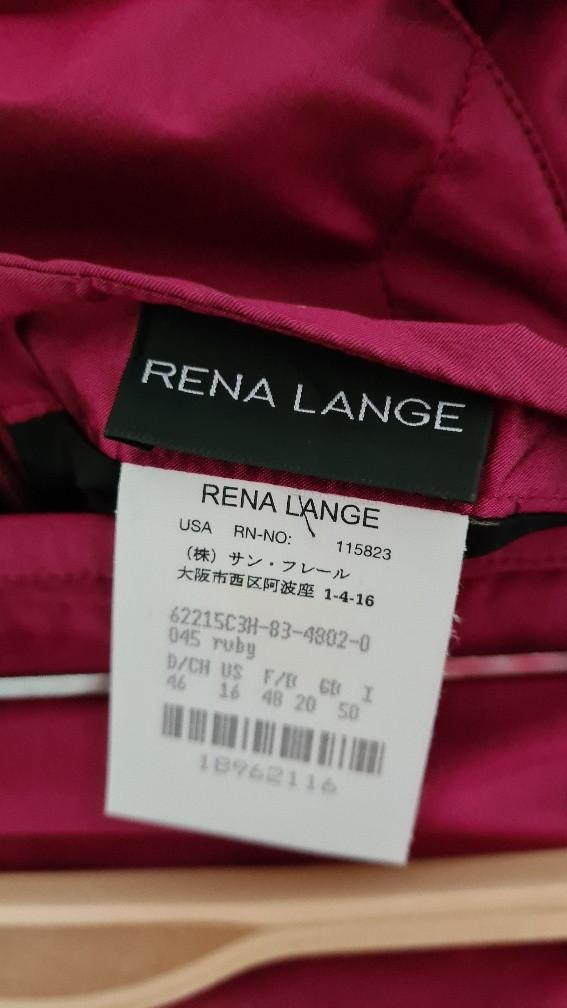 RENA LANGE
RENA LANGE
USA RN-NO: 115823
（株）サン・フレール
大阪市西区阿波座 1-4-16
62215C3H-83-4802-0
045 ruby
D/CH US F/B GB I
46 16 48 20 50
18962116